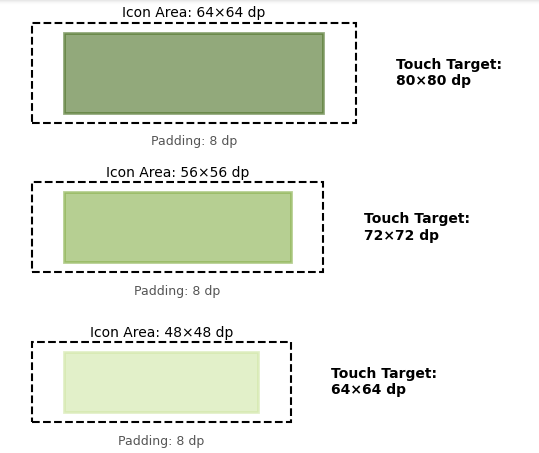 Icon Area: 64×64 dp
Touch Target:
80×80 dp
Padding: 8 dp
Icon Area: 56×56 dp
Touch Target:
72×72 dp
Padding: 8 dp
Icon Area: 48×48 dp
Touch Target:
64×64 dp
Padding: 8 dp